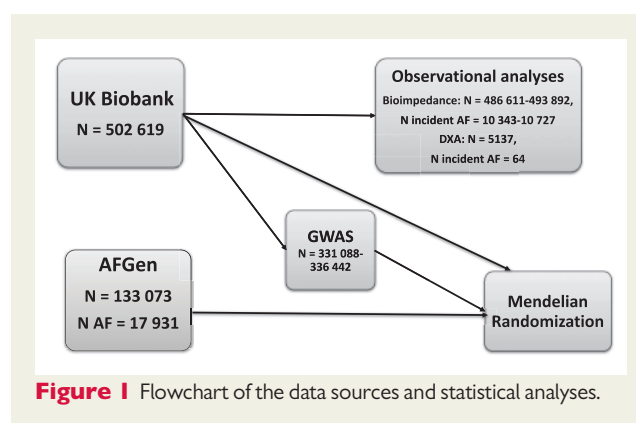 UK Biobank
N = 502 619
Observational analyses
Bioimpedance: N = 486 611-493 892,
N incident AF = 10 343-10 727
DXA: N = 5137,
N incident AF = 64
GWAS
N = 331 088-
336 442
AFGen
N = 133 073
N AF = 17 931
Mendelian
Randomization
Figure 1 Flowchart of the data sources and statistical analyses.